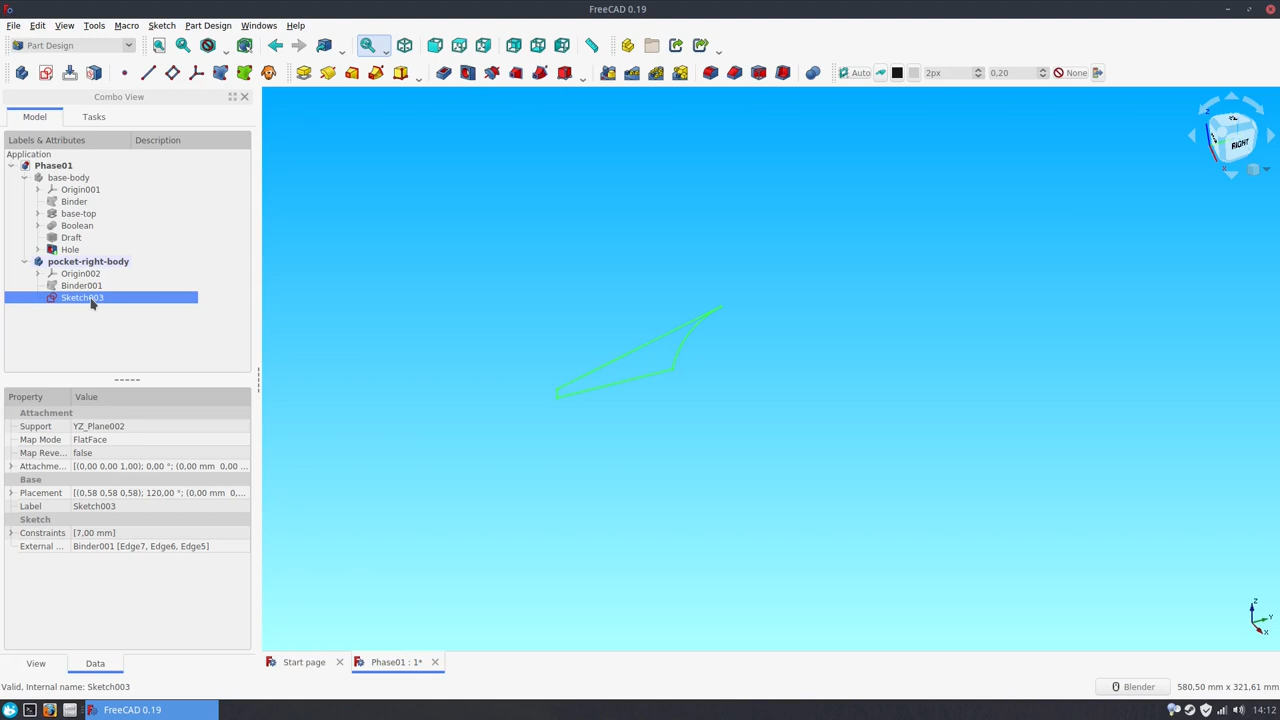 FreeCAD 0.19
File Edit View Tools Macro Sketch Part Design Windows Help
Part Design
Auto 2px 0,20 None
Combo View
Model Tasks
Labels & Attributes Description
Application
Phase01
base-body
Origin001
Binder
base-top
Boolean
Draft
Hole
pocket-right-body
Origin002
Binder001
Sketch003
Property Value
Attachment
Support YZ_Plane002
Map Mode FlatFace
Map Reve... false
Attachme... [(0,00 0,00 1,00); 0,00 °; (0,00 mm 0,00 ...
Base
Placement [(0,58 0,58 0,58); 120,00 °; (0,00 mm 0,...
Label Sketch003
Sketch
Constraints [7,00 mm]
External ... Binder001 [Edge7, Edge6, Edge5]
View Data
RIGHT
Z
X
Z
Y
X
Start page Phase01 : 1*
Valid, Internal name: Sketch003
Blender 580,50 mm x 321,61 mm
FreeCAD 0.19 14:12